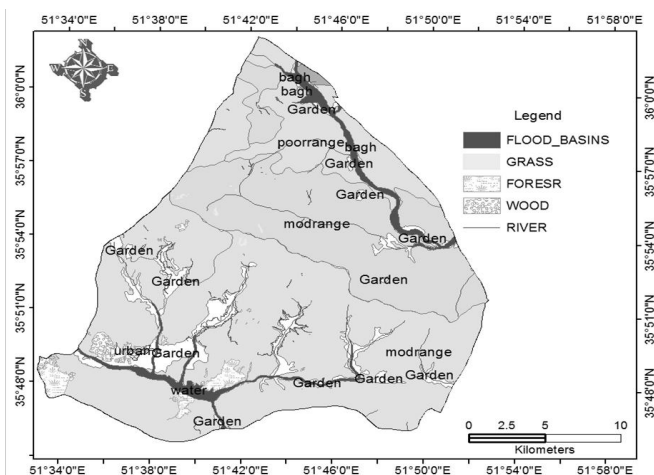 51°34'0"E 51°38'0"E 51°42'0"E 51°46'0"E 51°50'0"E 51°54'0"E 51°58'0"E
N
W E
S
36°0'0"N
35°57'0"N
35°54'0"N
35°51'0"N
35°48'0"N
bagh
bagh
Garden
poorrange
bagh
Garden
Garden
modrange
Garden
Garden
Garden
Garden
urban
Garden
modrange
water
Garden
Garden
Garden
Garden
Legend
FLOOD_BASINS
GRASS
FORESR
WOOD
RIVER
36°0'0"N
35°57'0"N
35°54'0"N
35°51'0"N
35°48'0"N
0 2.5 5 10
Kilometers
51°34'0"E 51°38'0"E 51°42'0"E 51°46'0"E 51°50'0"E 51°54'0"E 51°58'0"E